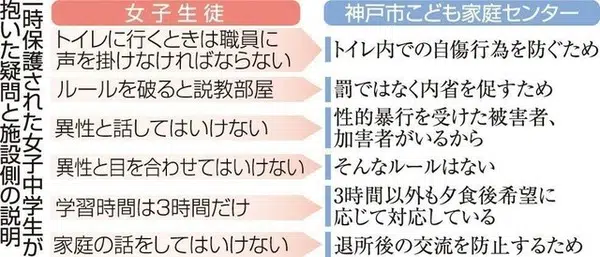 一時保護された女子中学生が
抱いた疑問と施設側の説明
女子生徒
神戸市こども家庭センター
トイレに行くときは職員に
声を掛けなければならない
トイレ内での自傷行為を防ぐため
ルールを破ると説教部屋
罰ではなく内省を促すため
異性と話してはいけない
性的暴行を受けた被害者、
加害者がいるから
異性と目を合わせてはいけない
そんなルールはない
学習時間は3時間だけ
3時間以外も夕食後希望に
応じて対応している
家庭の話をしてはいけない
退所後の交流を防止するため